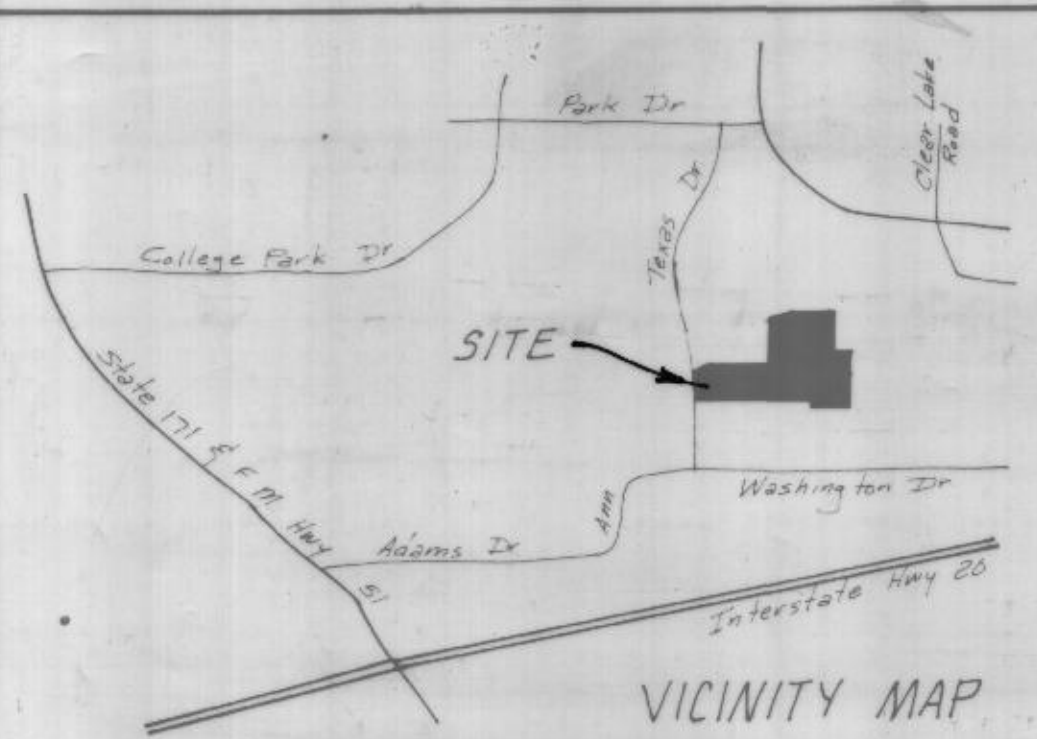 Park Dr
Clear Lake
Road
Texas Dr
College Park Dr
SITE
State 171 & F M Hwy 51
Washington Dr
Ann
Adams Dr
Interstate Hwy 20
VICINITY MAP